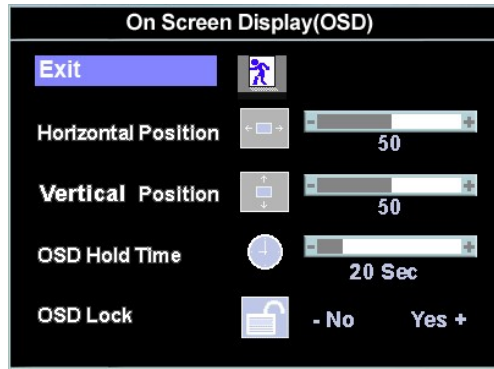 On Screen Display(OSD)
Exit
Horizontal Position
- +
50
Vertical Position
- +
50
OSD Hold Time
- +
20 Sec
OSD Lock
- No Yes +